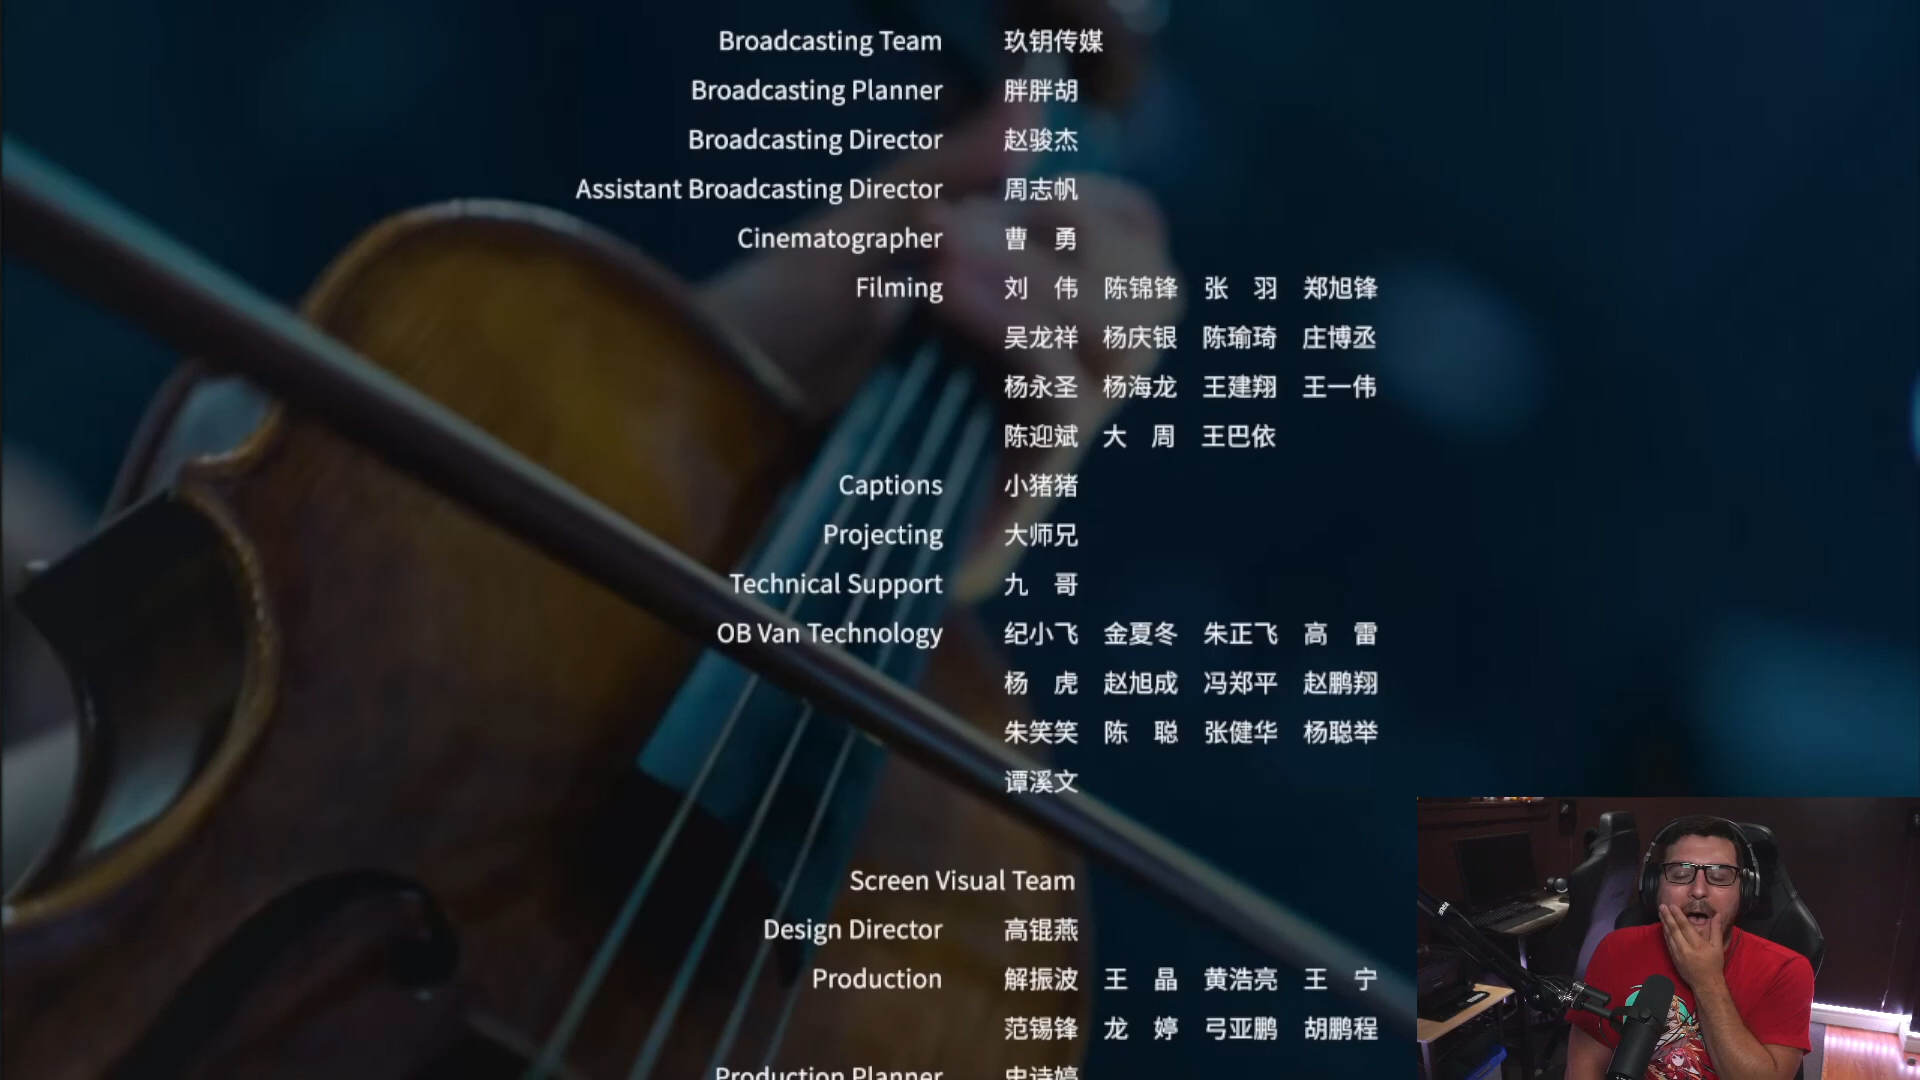 Broadcasting Team 玖钥传媒
Broadcasting Planner 胖胖胡
Broadcasting Director 赵骏杰
Assistant Broadcasting Director 周志帆
Cinematographer 曹　勇
Filming 刘　伟　陈锦锋　张　羽　郑旭锋
吴龙祥　杨庆银　陈瑜琦　庄博丞
杨永圣　杨海龙　王建翔　王一伟
陈迎斌　大　周　王巴依
Captions 小猪猪
Projecting 大师兄
Technical Support 九　哥
OB Van Technology 纪小飞　金夏冬　朱正飞　高　雷
杨　虎　赵旭成　冯郑平　赵鹏翔
朱笑笑　陈　聪　张健华　杨聪举
谭溪文
Screen Visual Team
Design Director 高锟燕
Production 解振波　王　晶　黄浩亮　王　宁
范锡锋　龙　婷　弓亚鹏　胡鹏程
Production Planner 史诗婷